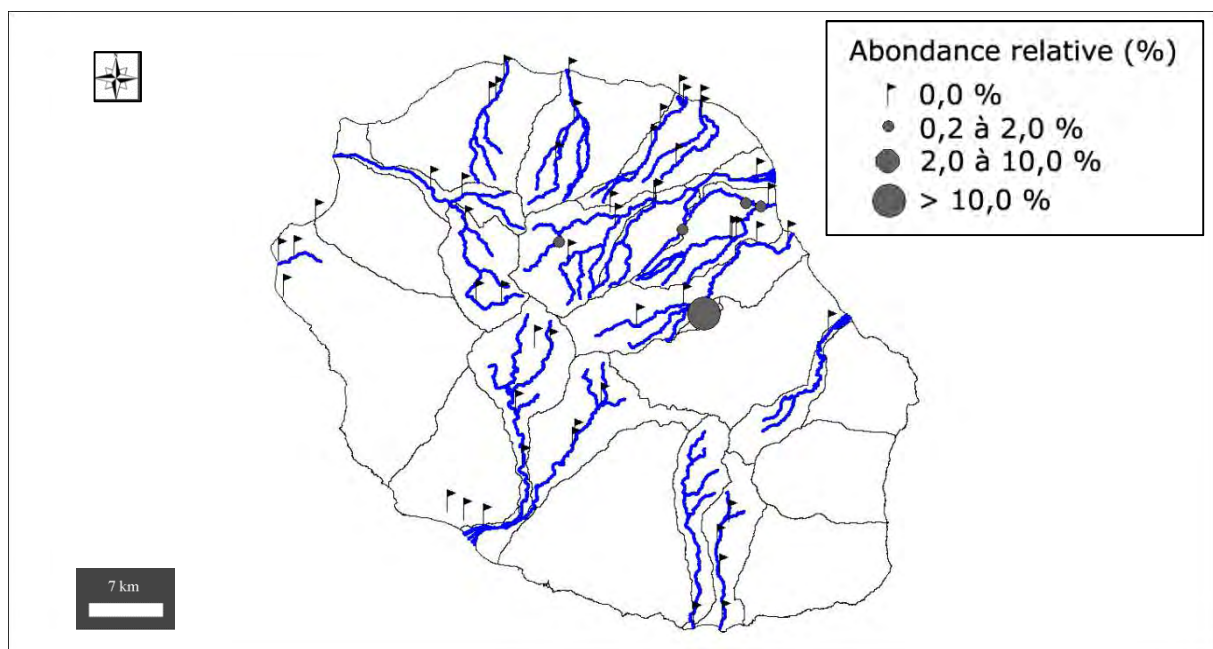 Abondance relative (%)
0,0 %
0,2 à 2,0 %
2,0 à 10,0 %
> 10,0 %
7 km